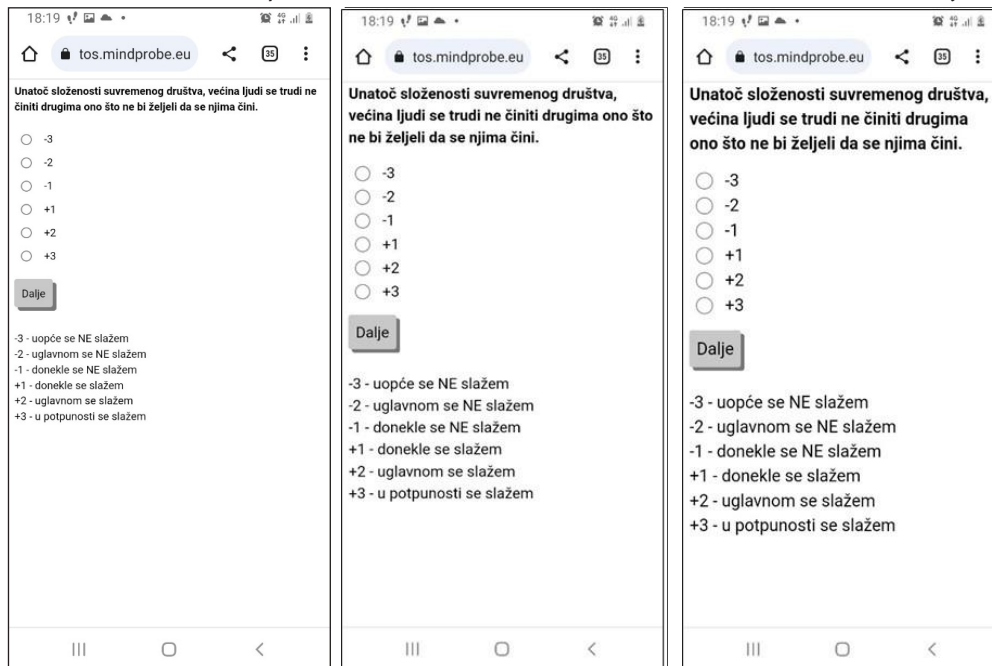 18:19
tos.mindprobe.eu
35
Unatoč složenosti suvremenog društva, većina ljudi se trudi ne
činiti drugima ono što ne bi željeli da se njima čini.
-3
-2
-1
+1
+2
+3
Dalje
-3 - uopće se NE slažem
-2 - uglavnom se NE slažem
-1 - donekle se NE slažem
+1 - donekle se slažem
+2 - uglavnom se slažem
+3 - u potpunosti se slažem
18:19
tos.mindprobe.eu
35
Unatoč složenosti suvremenog društva,
većina ljudi se trudi ne činiti drugima ono što
ne bi željeli da se njima čini.
-3
-2
-1
+1
+2
+3
Dalje
-3 - uopće se NE slažem
-2 - uglavnom se NE slažem
-1 - donekle se NE slažem
+1 - donekle se slažem
+2 - uglavnom se slažem
+3 - u potpunosti se slažem
18:19
tos.mindprobe.eu
35
Unatoč složenosti suvremenog društva,
većina ljudi se trudi ne činiti drugima
ono što ne bi željeli da se njima čini.
-3
-2
-1
+1
+2
+3
Dalje
-3 - uopće se NE slažem
-2 - uglavnom se NE slažem
-1 - donekle se NE slažem
+1 - donekle se slažem
+2 - uglavnom se slažem
+3 - u potpunosti se slažem